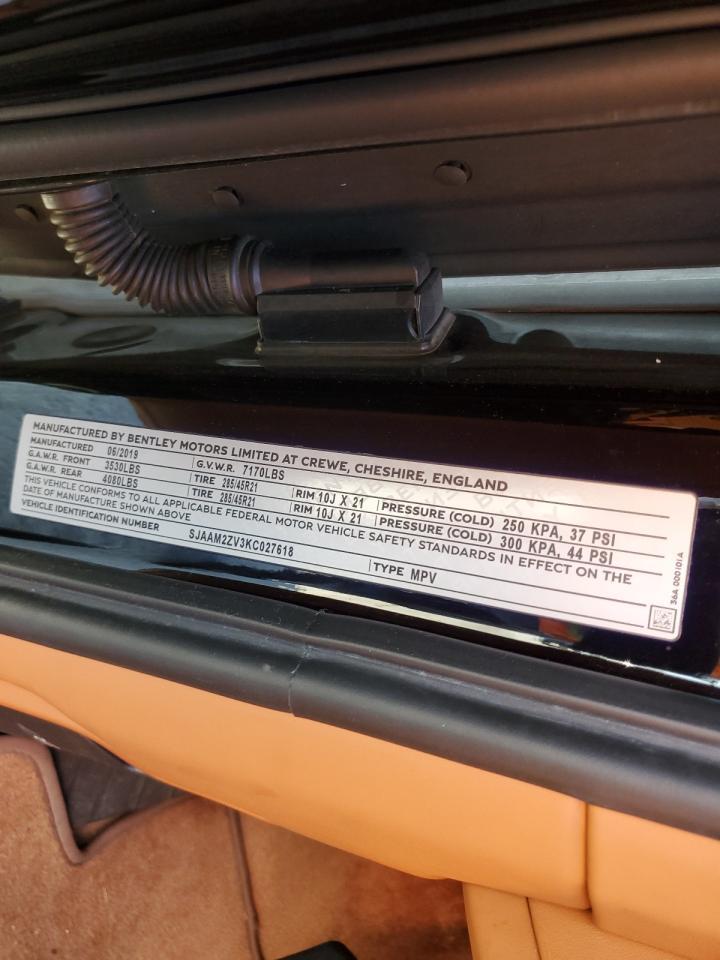 MANUFACTURED BY BENTLEY MOTORS LIMITED AT CREWE, CHESHIRE, ENGLAND
MANUFACTURED 06/2019 G.V.W.R. 7170LBS
G.A.W.R. FRONT 3530LBS TIRE 285/45R21 RIM 10J X 21 PRESSURE (COLD) 250 KPA, 37 PSI
G.A.W.R. REAR 4080LBS TIRE 285/45R21 RIM 10J X 21 PRESSURE (COLD) 300 KPA, 44 PSI
THIS VEHICLE CONFORMS TO ALL APPLICABLE FEDERAL MOTOR VEHICLE SAFETY STANDARDS IN EFFECT ON THE
DATE OF MANUFACTURE SHOWN ABOVE
VEHICLE IDENTIFICATION NUMBER SJAAM2ZV3KC027618 TYPE MPV
36A 000101A